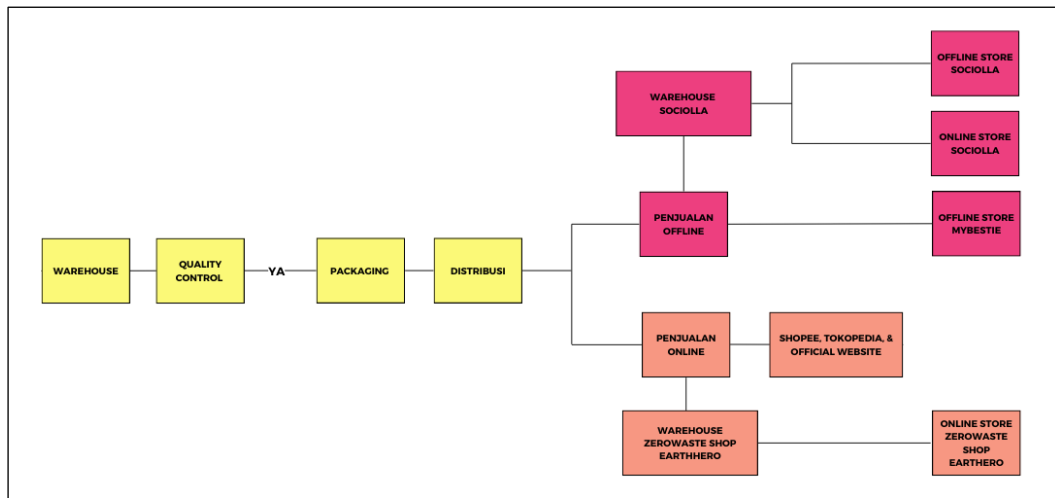 WAREHOUSE
QUALITY
CONTROL
YA
PACKAGING
DISTRIBUSI
WAREHOUSE
SOCIOLLA
OFFLINE STORE
SOCIOLLA
ONLINE STORE
SOCIOLLA
PENJUALAN
OFFLINE
OFFLINE STORE
MYBESTIE
PENJUALAN
ONLINE
SHOPEE, TOKOPEDIA, &
OFFICIAL WEBSITE
WAREHOUSE
ZEROWASTE SHOP
EARTHHERO
ONLINE STORE
ZEROWASTE
SHOP
EARTHERO